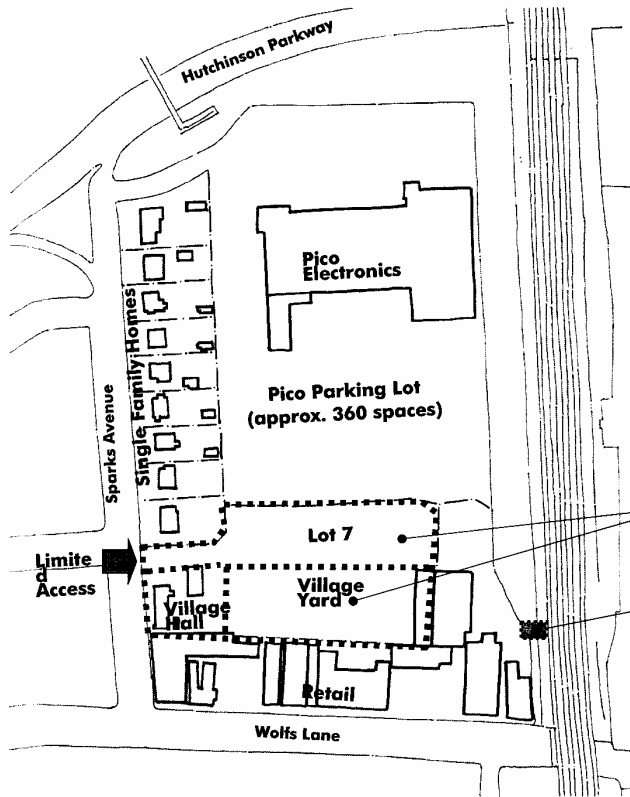 Hutchinson Parkway
Pico
Electronics
Single Family Homes
Sparks Avenue
Pico Parking Lot
(approx. 360 spaces)
Lot 7
Limite
d
Access
Village
Yard
Village
Hall
Retail
Wolfs Lane